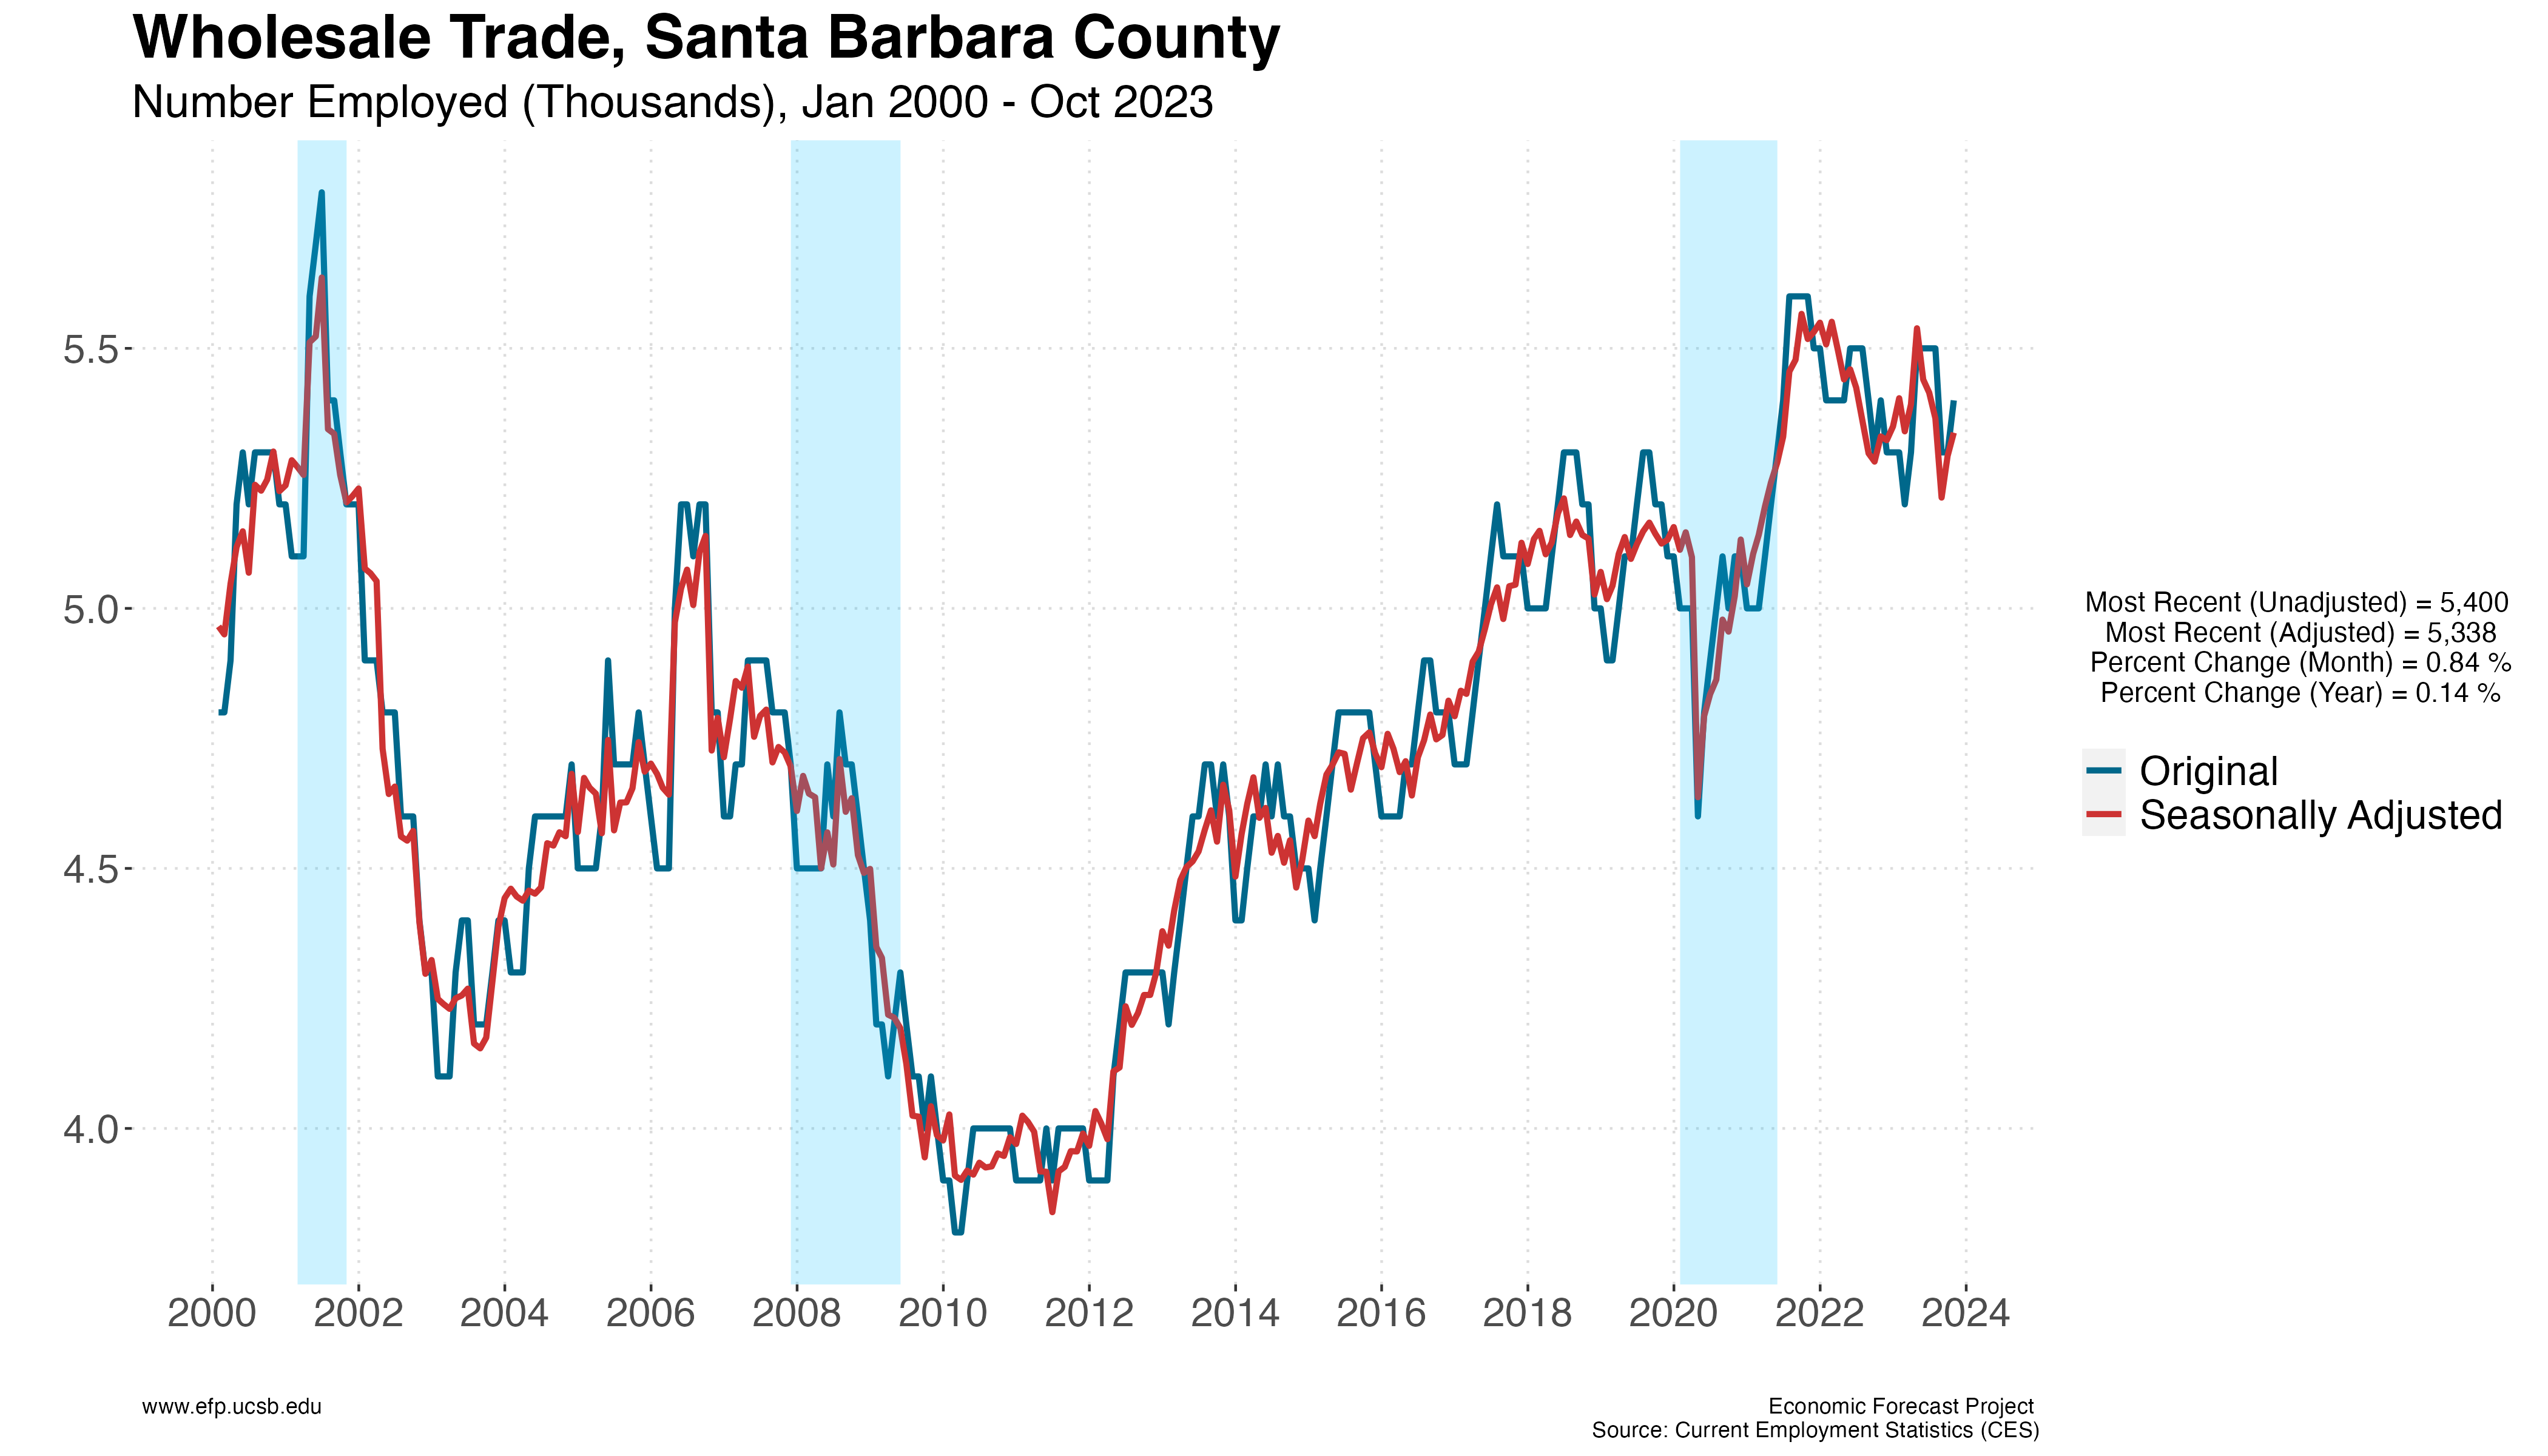 Wholesale Trade, Santa Barbara County
Number Employed (Thousands), Jan 2000 - Oct 2023
5.5
5.0
4.5
4.0
2000 2002 2004 2006 2008 2010 2012 2014 2016 2018 2020 2022 2024
Most Recent (Unadjusted) = 5,400
Most Recent (Adjusted) = 5,338
Percent Change (Month) = 0.84 %
Percent Change (Year) = 0.14 %
Original
Seasonally Adjusted
www.efp.ucsb.edu
Economic Forecast Project
Source: Current Employment Statistics (CES)